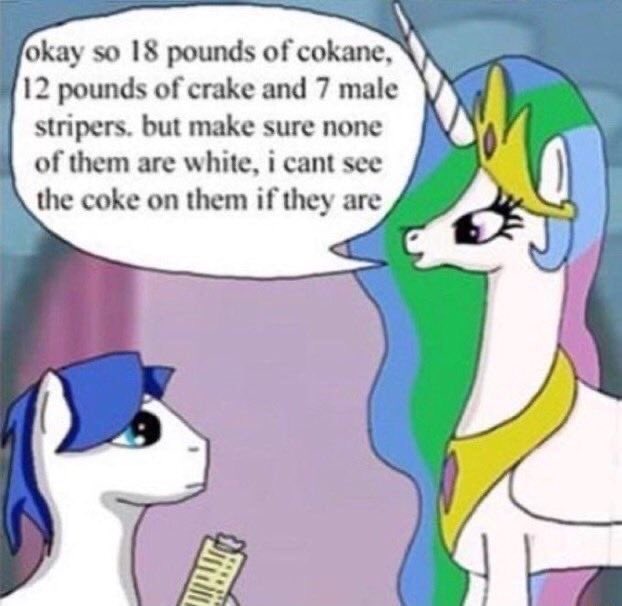 okay so 18 pounds of cokane,
12 pounds of crake and 7 male
stripers. but make sure none
of them are white, i cant see
the coke on them if they are